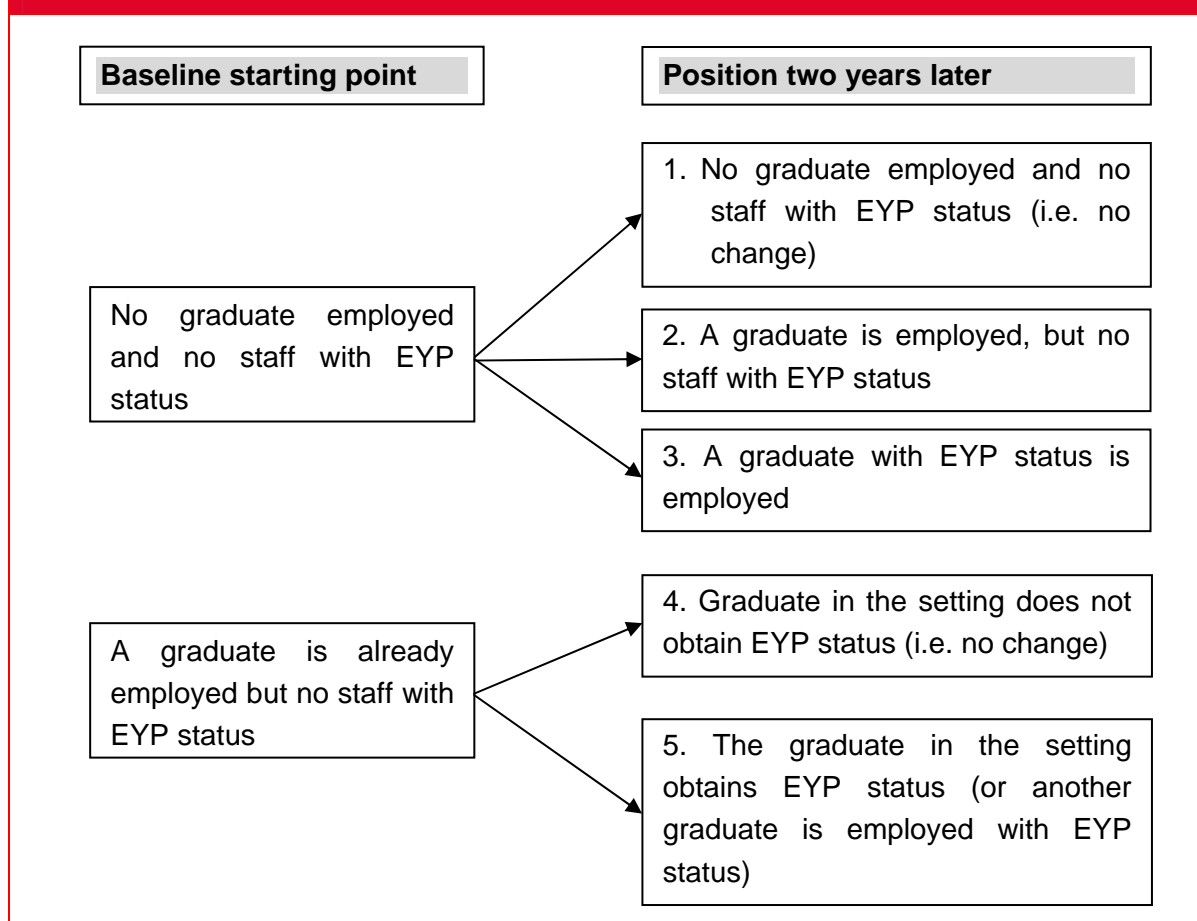 Baseline starting point
Position two years later
No graduate employed
and no staff with EYP
status
1. No graduate employed and no
staff with EYP status (i.e. no
change)
2. A graduate is employed, but no
staff with EYP status
3. A graduate with EYP status is
employed
A graduate is already
employed but no staff with
EYP status
4. Graduate in the setting does not
obtain EYP status (i.e. no change)
5. The graduate in the setting
obtains EYP status (or another
graduate is employed with EYP
status)